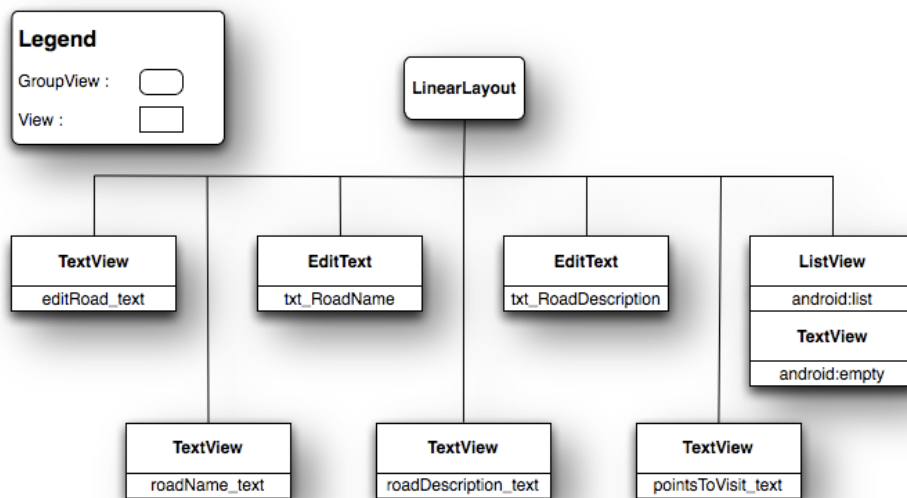 Legend
GroupView :
View :
LinearLayout
TextView
editRoad_text
EditText
txt_RoadName
EditText
txt_RoadDescription
ListView
android:list
TextView
android:empty
TextView
roadName_text
TextView
roadDescription_text
TextView
pointsToVisit_text